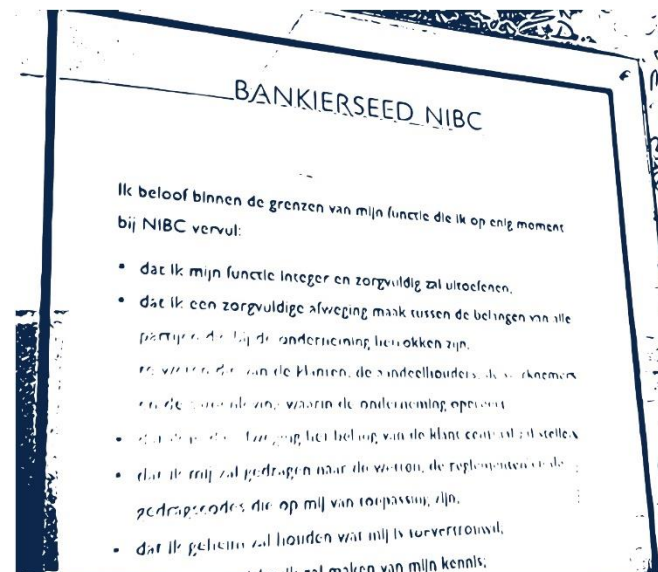 BANKIERSEED NIBC
Ik beloof binnen de grenzen van mijn functie die ik op enig moment
bij NIBC vervul:
• dat ik mijn functie integer en zorgvuldig zal uitoefenen,
• dat ik een zorgvuldige afweging maak tussen de belangen van alle
partijen die bij de onderneming betrokken zijn,
van de klanten, de aandeelhouders, de werknemers
en de samenleving waarin de onderneming opereert
• het belang van de klant centraal zal stellen
• dat ik mij zal gedragen naar de wetten, de reglementen en de
gedragscodes die op mij van toepassing zijn,
• dat ik geheim zal houden wat mij is toevertrouwd,
zal maken van mijn kennis;